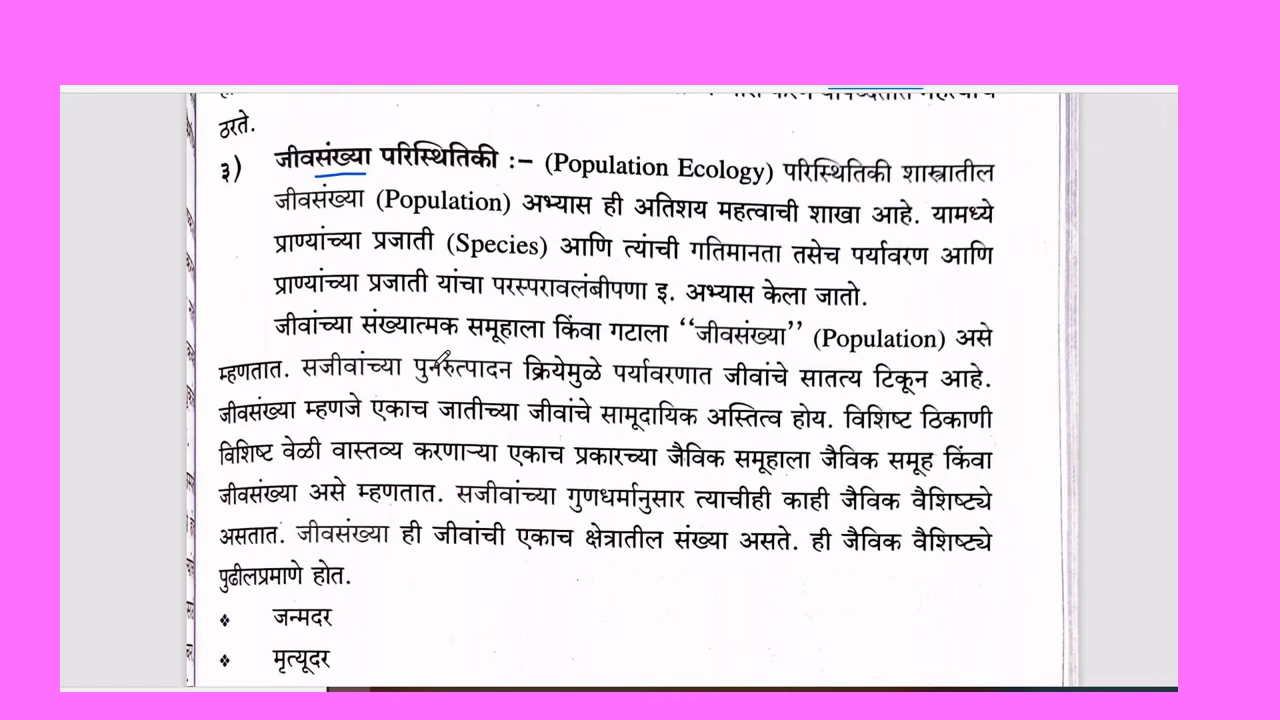 ठरते.
३) जीवसंख्या परिस्थितिकी :– (Population Ecology) परिस्थितिकी शास्त्रातील
जीवसंख्या (Population) अभ्यास ही अतिशय महत्वाची शाखा आहे. यामध्ये
प्राण्यांच्या प्रजाती (Species) आणि त्यांची गतिमानता तसेच पर्यावरण आणि
प्राण्यांच्या प्रजाती यांचा परस्परावलंबीपणा इ. अभ्यास केला जातो.
जीवांच्या संख्यात्मक समूहाला किंवा गटाला “जीवसंख्या” (Population) असे
म्हणतात. सजीवांच्या पुनरुत्पादन क्रियेमुळे पर्यावरणात जीवांचे सातत्य टिकून आहे.
जीवसंख्या म्हणजे एकाच जातीच्या जीवांचे सामूदायिक अस्तित्व होय. विशिष्ट ठिकाणी
विशिष्ट वेळी वास्तव्य करणाऱ्या एकाच प्रकारच्या जैविक समूहाला जैविक समूह किंवा
जीवसंख्या असे म्हणतात. सजीवांच्या गुणधर्मानुसार त्याचीही काही जैविक वैशिष्ट्ये
असतात. जीवसंख्या ही जीवांची एकाच क्षेत्रातील संख्या असते. ही जैविक वैशिष्ट्ये
पुढीलप्रमाणे होत.
❖ जन्मदर
❖ मृत्यूदर